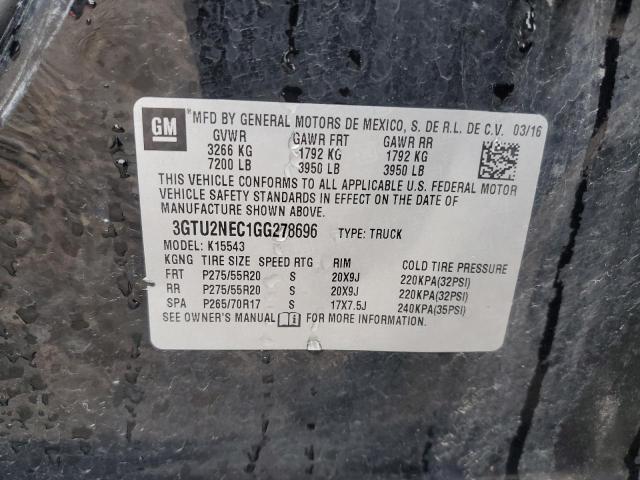 GM *MFD BY GENERAL MOTORS DE MEXICO, S. DE R.L. DE C.V. 03/16
GVWR GAWR FRT GAWR RR
3266 KG 1792 KG 1792 KG
7200 LB 3950 LB 3950 LB
THIS VEHICLE CONFORMS TO ALL APPLICABLE U.S. FEDERAL MOTOR
VEHICLE SAFETY STANDARDS IN EFFECT ON THE DATE OF
MANUFACTURE SHOWN ABOVE.
3GTU2NEC1GG278696 TYPE: TRUCK
MODEL: K15543
KGNG TIRE SIZE SPEED RTG RIM COLD TIRE PRESSURE
FRT P275/55R20 S 20X9J 220KPA(32PSI)
RR P275/55R20 S 20X9J 220KPA(32PSI)
SPA P265/70R17 S 17X7.5J 240KPA(35PSI)
SEE OWNER'S MANUAL FOR MORE INFORMATION.